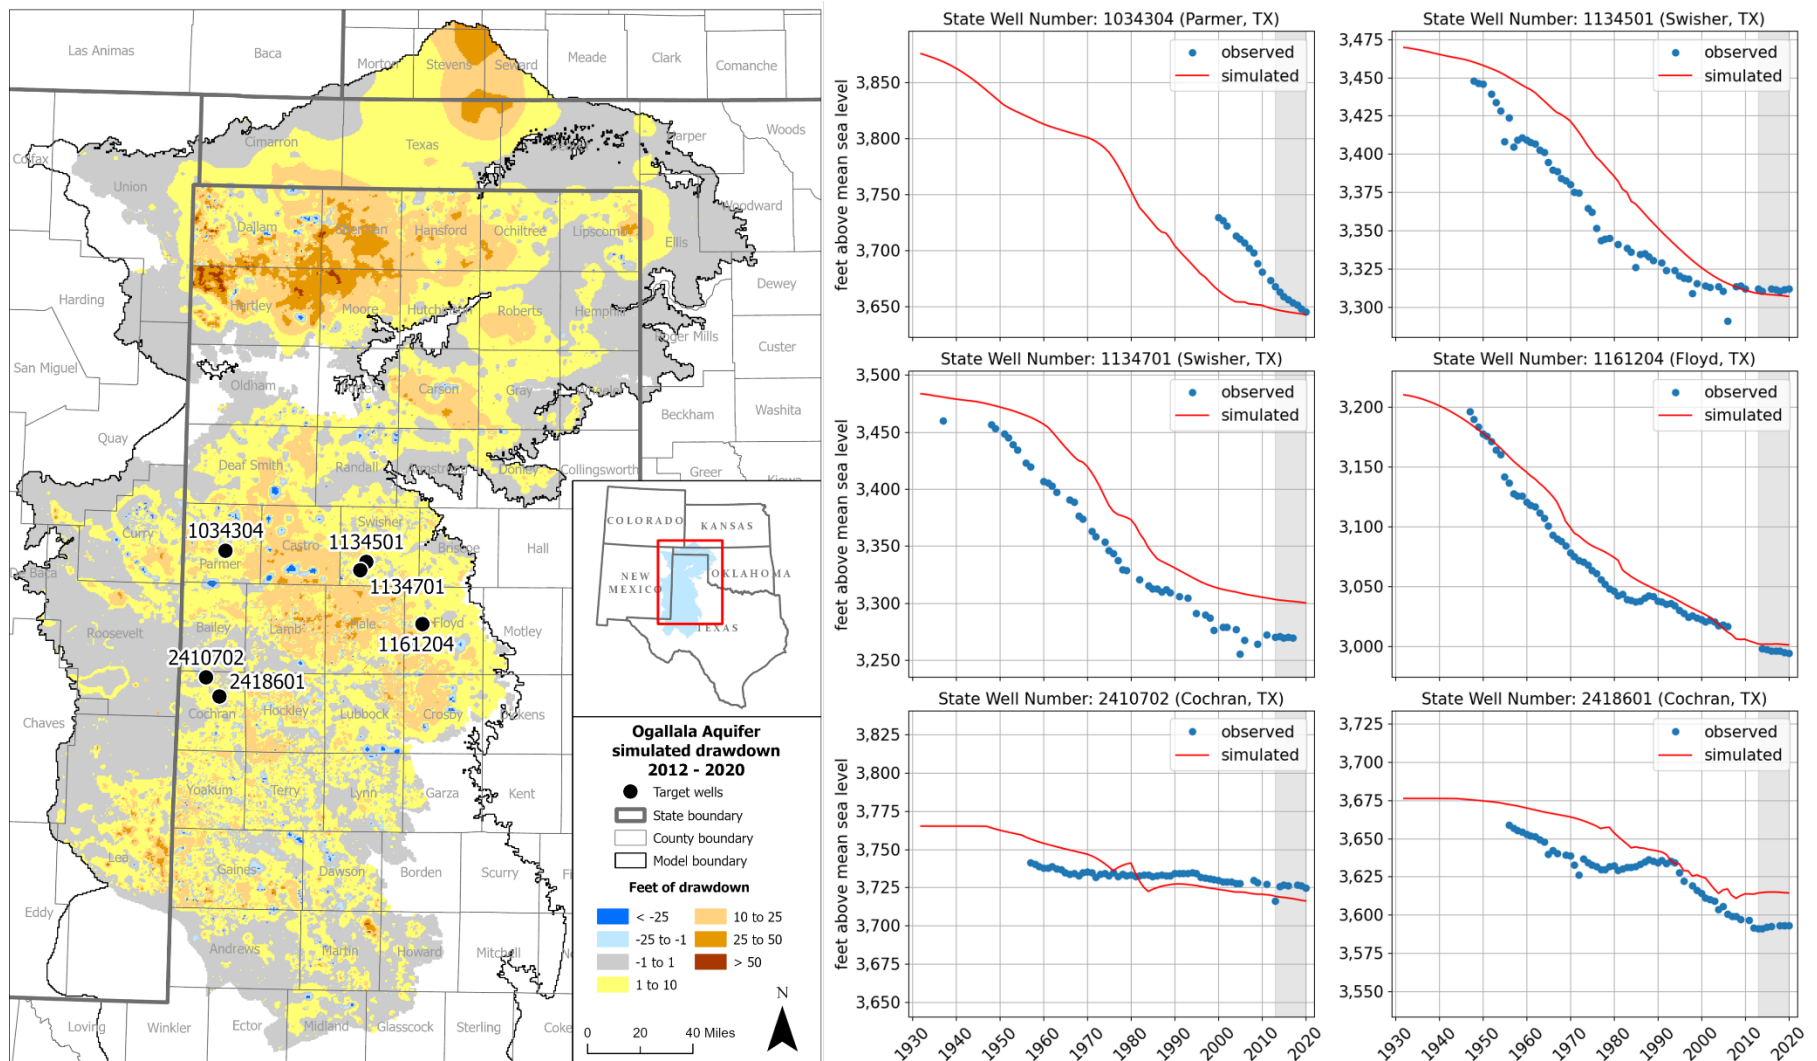 Las Animas
Baca
Morton
Stevens
Seward
Meade
Clark
Comanche
Colfax
Union
Cimarron
Texas
Harper
Woods
Woodward
Ellis
Dallam
Sherman
Hansford
Ochiltree
Lipscomb
Harding
Hartley
Moore
Hutchinson
Roberts
Hemphill
Dewey
Roger Mills
Custer
San Miguel
Oldham
Carson
Gray
Wheeler
Beckham
Washita
Quay
Deaf Smith
Randall
Armstrong
Donley
Collingsworth
Greer
Kiowa
Curry
1034304
Parmer
Castro
Swisher
1134501
Briscoe
Hall
De Baca
1134701
Roosevelt
Bailey
Lamb
Hale
Floyd
Motley
1161204
2410702
2418601
Chaves
Cochran
Hockley
Lubbock
Crosby
Dickens
Yoakum
Terry
Lynn
Garza
Kent
Lea
Gaines
Dawson
Borden
Scurry
Fi
Eddy
Andrews
Martin
Howard
Mitchell
Loving
Winkler
Ector
Midland
Glasscock
Sterling
Coke
COLORADO
KANSAS
NEW
MEXICO
OKLAHOMA
TEXAS
Ogallala Aquifer
simulated drawdown
2012 - 2020
Target wells
State boundary
County boundary
Model boundary
Feet of drawdown
< -25
10 to 25
-25 to -1
25 to 50
-1 to 1
> 50
1 to 10
N
0 20 40 Miles
State Well Number: 1034304 (Parmer, TX)
observed
simulated
feet above mean sea level
3,850
3,800
3,750
3,700
3,650
State Well Number: 1134501 (Swisher, TX)
observed
simulated
3,475
3,450
3,425
3,400
3,375
3,350
3,325
3,300
State Well Number: 1134701 (Swisher, TX)
observed
simulated
feet above mean sea level
3,500
3,450
3,400
3,350
3,300
3,250
State Well Number: 1161204 (Floyd, TX)
observed
simulated
3,200
3,150
3,100
3,050
3,000
State Well Number: 2410702 (Cochran, TX)
observed
simulated
feet above mean sea level
3,825
3,800
3,775
3,750
3,725
3,700
3,675
3,650
1930 1940 1950 1960 1970 1980 1990 2000 2010 2020
State Well Number: 2418601 (Cochran, TX)
observed
simulated
3,725
3,700
3,675
3,650
3,625
3,600
3,575
3,550
1930 1940 1950 1960 1970 1980 1990 2000 2010 2020